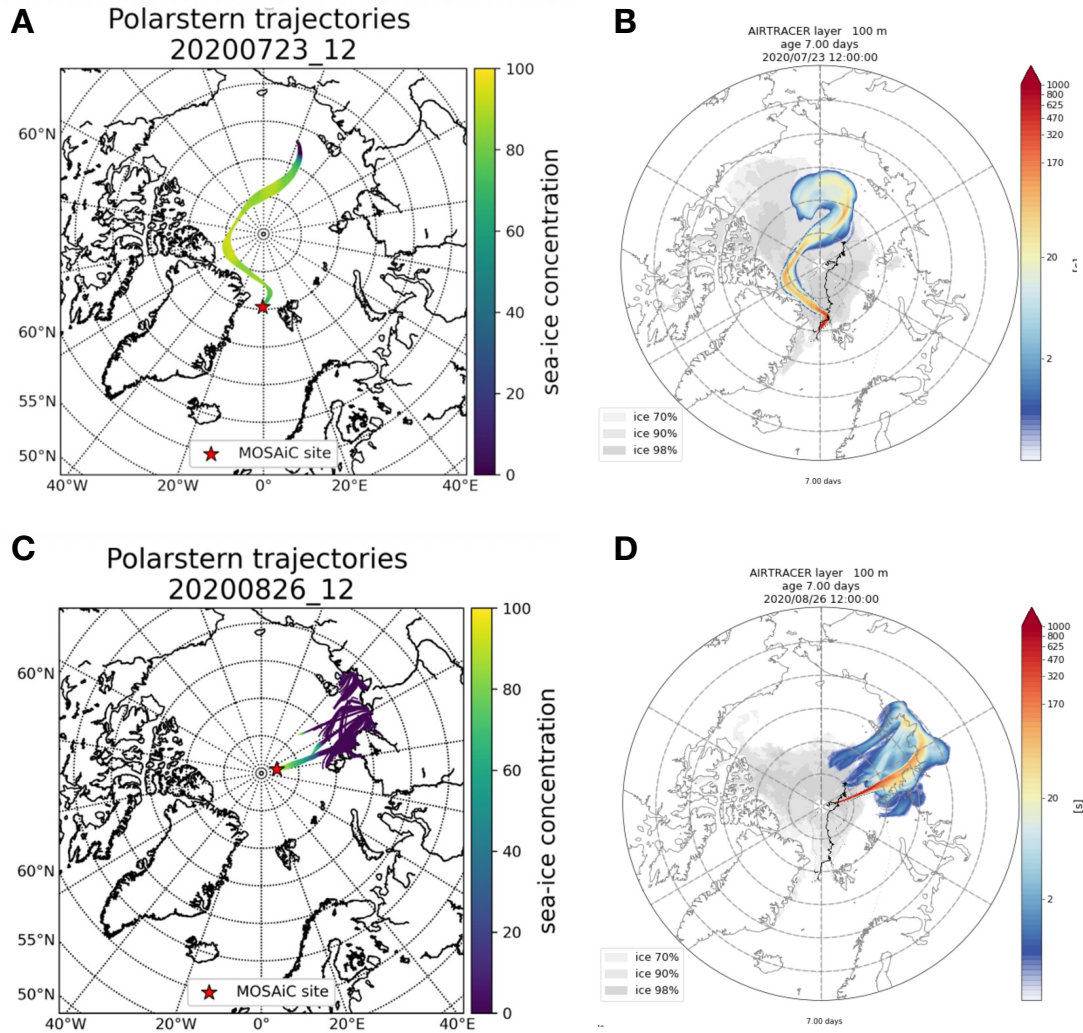 A
Polarstern trajectories
20200723_12
60°N
60°N
55°N
50°N
40°W
20°W
0°
20°E
40°E
MOSAiC site
100
80
60
40
20
0
sea-ice concentration
B
AIRTRACER layer 100 m
age 7.00 days
2020/07/23 12:00:00
ice 70%
ice 90%
ice 98%
7.00 days
1000
800
625
470
320
170
20
2
[s]
C
Polarstern trajectories
20200826_12
60°N
60°N
55°N
50°N
40°W
20°W
0°
20°E
40°E
MOSAiC site
100
80
60
40
20
0
sea-ice concentration
D
AIRTRACER layer 100 m
age 7.00 days
2020/08/26 12:00:00
ice 70%
ice 90%
ice 98%
7.00 days
1000
800
625
470
320
170
20
2
[s]